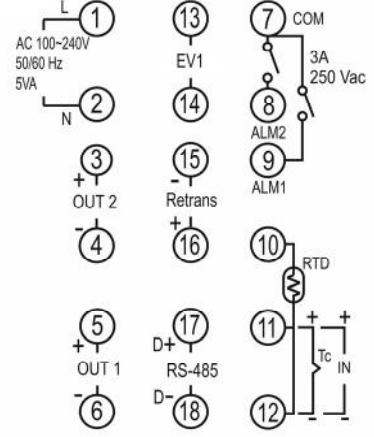 L
1
AC 100~240V
50/60 Hz
5VA
N
2
3
+
OUT 2
-
4
5
+
OUT 1
-
6
13
EV1
14
15
-
Retrans
+
16
17
D+
RS-485
D-
18
7 COM
3A
250 Vac
8
ALM2
9
ALM1
10
RTD
11
+ +
Tc IN
- -
12